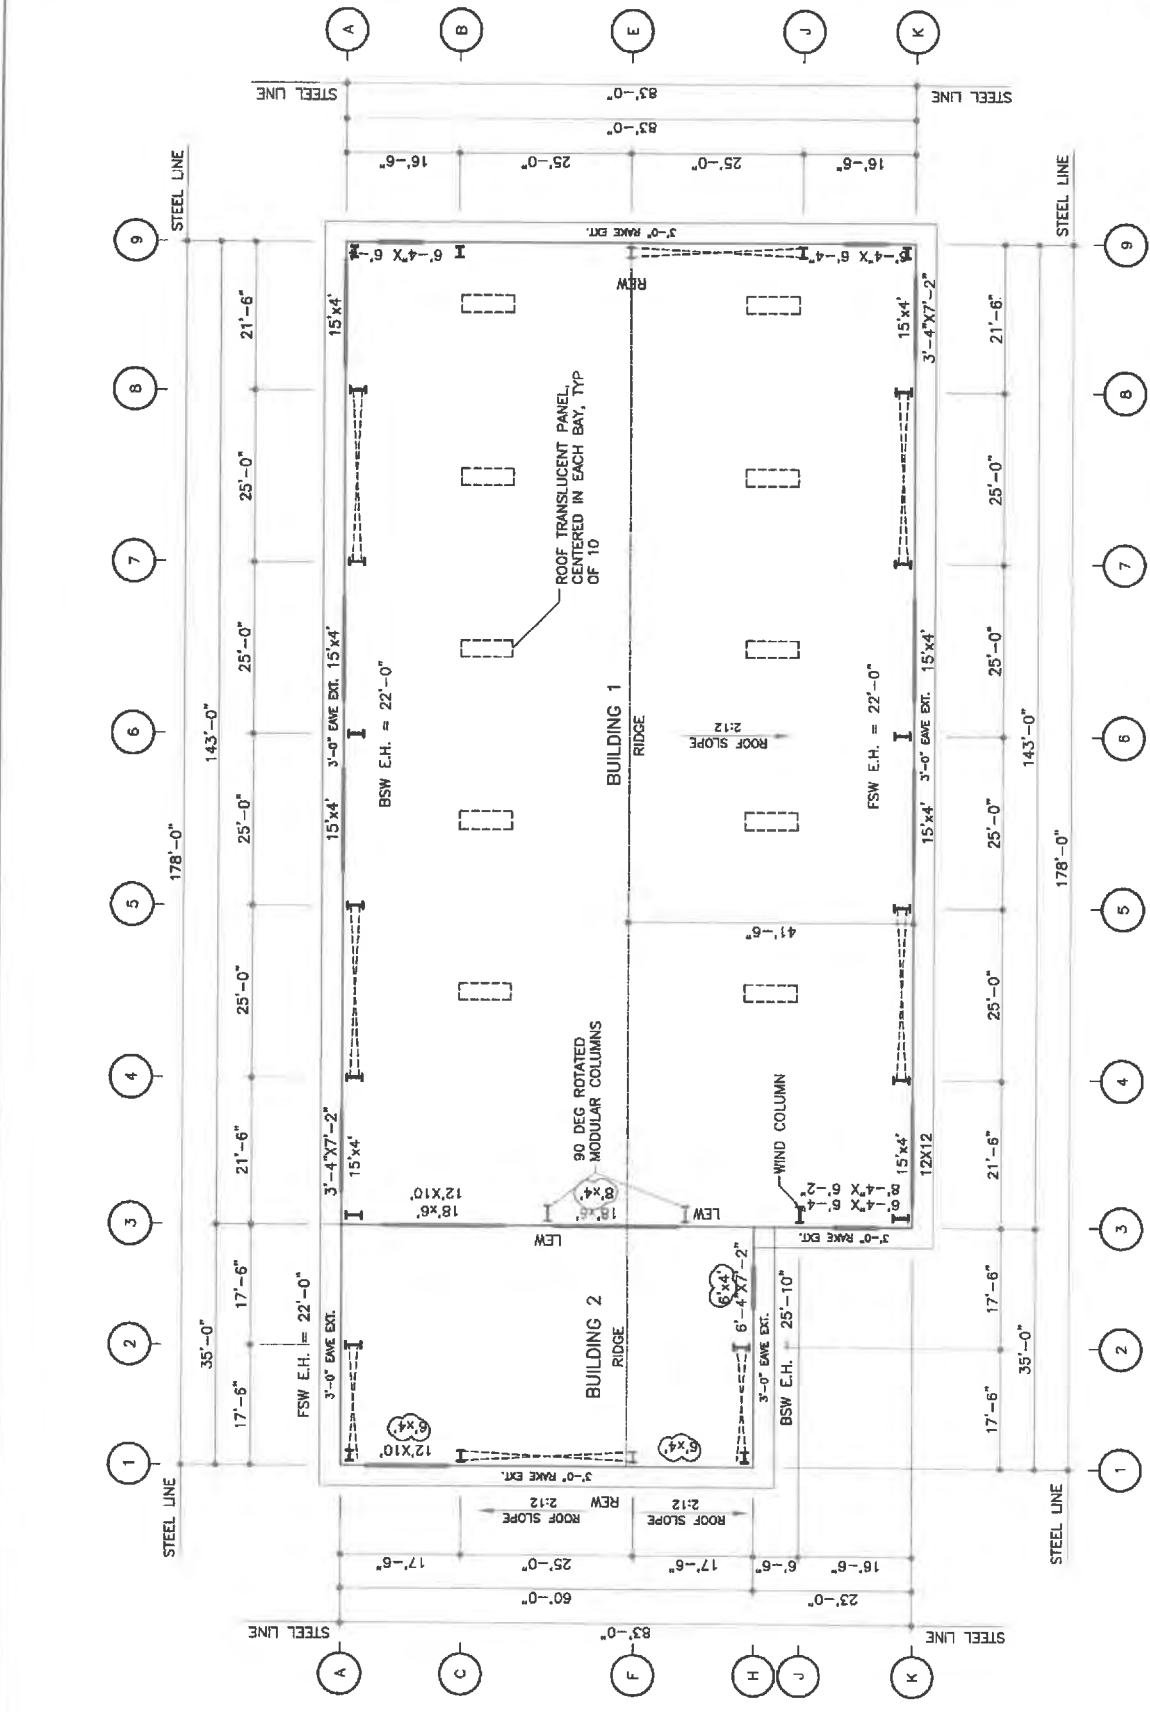 A
B
E
J
K
STEEL LINE
STEEL LINE
83'-0"
83'-0"
16'-6"
25'-0"
25'-0"
16'-6"
STEEL LINE
STEEL LINE
9
8
7
6
5
4
3
2
1
178'-0"
143'-0"
35'-0"
21'-6"
25'-0"
25'-0"
25'-0"
25'-0"
21'-6"
17'-6"
17'-6"
3'-0" RAKE EXT.
6'-4"X 6'-4"
6'-4"X 6'-4"
REW
15'x4'
15'x4'
3'-4"X7'-2"
ROOF TRANSLUCENT PANEL,
CENTERED IN EACH BAY, TYP
OF 10
3'-0" EAVE EXT.
15'x4'
15'x4'
BSW E.H. = 22'-0"
BUILDING 1
RIDGE
ROOF SLOPE
2:12
FSW E.H. = 22'-0"
15'x4'
3'-0" EAVE EXT.
15'x4'
41'-6"
90 DEG ROTATED
MODULAR COLUMNS
WIND COLUMN
3'-4"X7'-2"
15'x4'
12'X10'
18'x6'
8'x4'
18'x6'
LEW
LEW
15'x4'
12X12
8'-4"X 6'-2"
6'-4"X 6'-4"
3'-0" RAKE EXT.
FSW E.H. = 22'-0"
3'-0" EAVE EXT.
BUILDING 2
RIDGE
6'x4'
6'-4"X7'-2"
3'-0" EAVE EXT.
BSW E.H. = 25'-10"
6'x4'
12'X10'
6'x4'
3'-0" RAKE EXT.
REW
2:12
ROOF SLOPE
2:12
ROOF SLOPE
9
8
7
6
5
4
3
2
1
21'-6"
25'-0"
25'-0"
25'-0"
25'-0"
21'-6"
17'-6"
17'-6"
143'-0"
35'-0"
178'-0"
STEEL LINE
STEEL LINE
17'-6"
25'-0"
17'-6"
6'-6"
16'-6"
60'-0"
23'-0"
83'-0"
STEEL LINE
STEEL LINE
A
C
F
H
J
K